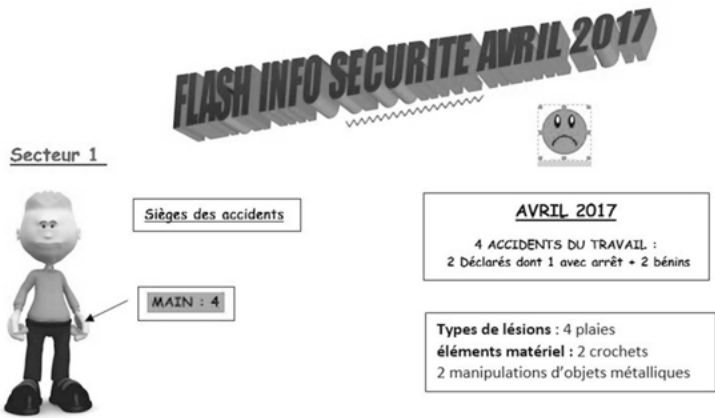 FLASH INFO SECURITE AVRIL 2017
Secteur 1
Sièges des accidents
MAIN : 4
AVRIL 2017
4 ACCIDENTS DU TRAVAIL :
2 Déclarés dont 1 avec arrêt + 2 bénins
Types de lésions : 4 plaies
éléments matériel : 2 crochets
2 manipulations d'objets métalliques